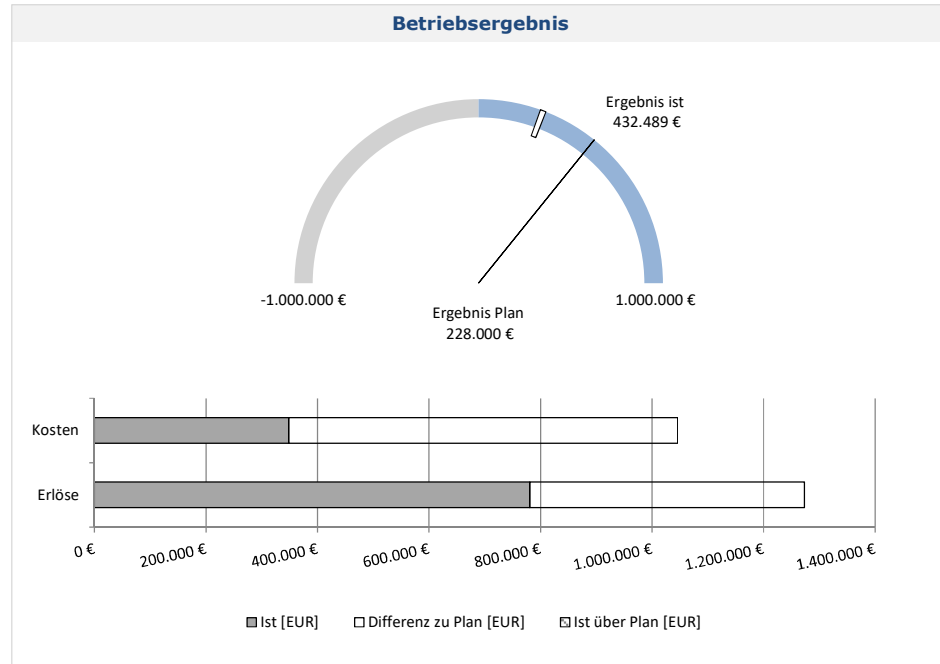 Betriebsergebnis
Ergebnis ist
432.489 €
-1.000.000 €
1.000.000 €
Ergebnis Plan
228.000 €
Kosten
Erlöse
0 €
200.000 €
400.000 €
600.000 €
800.000 €
1.000.000 €
1.200.000 €
1.400.000 €
Ist [EUR]
Differenz zu Plan [EUR]
Ist über Plan [EUR]